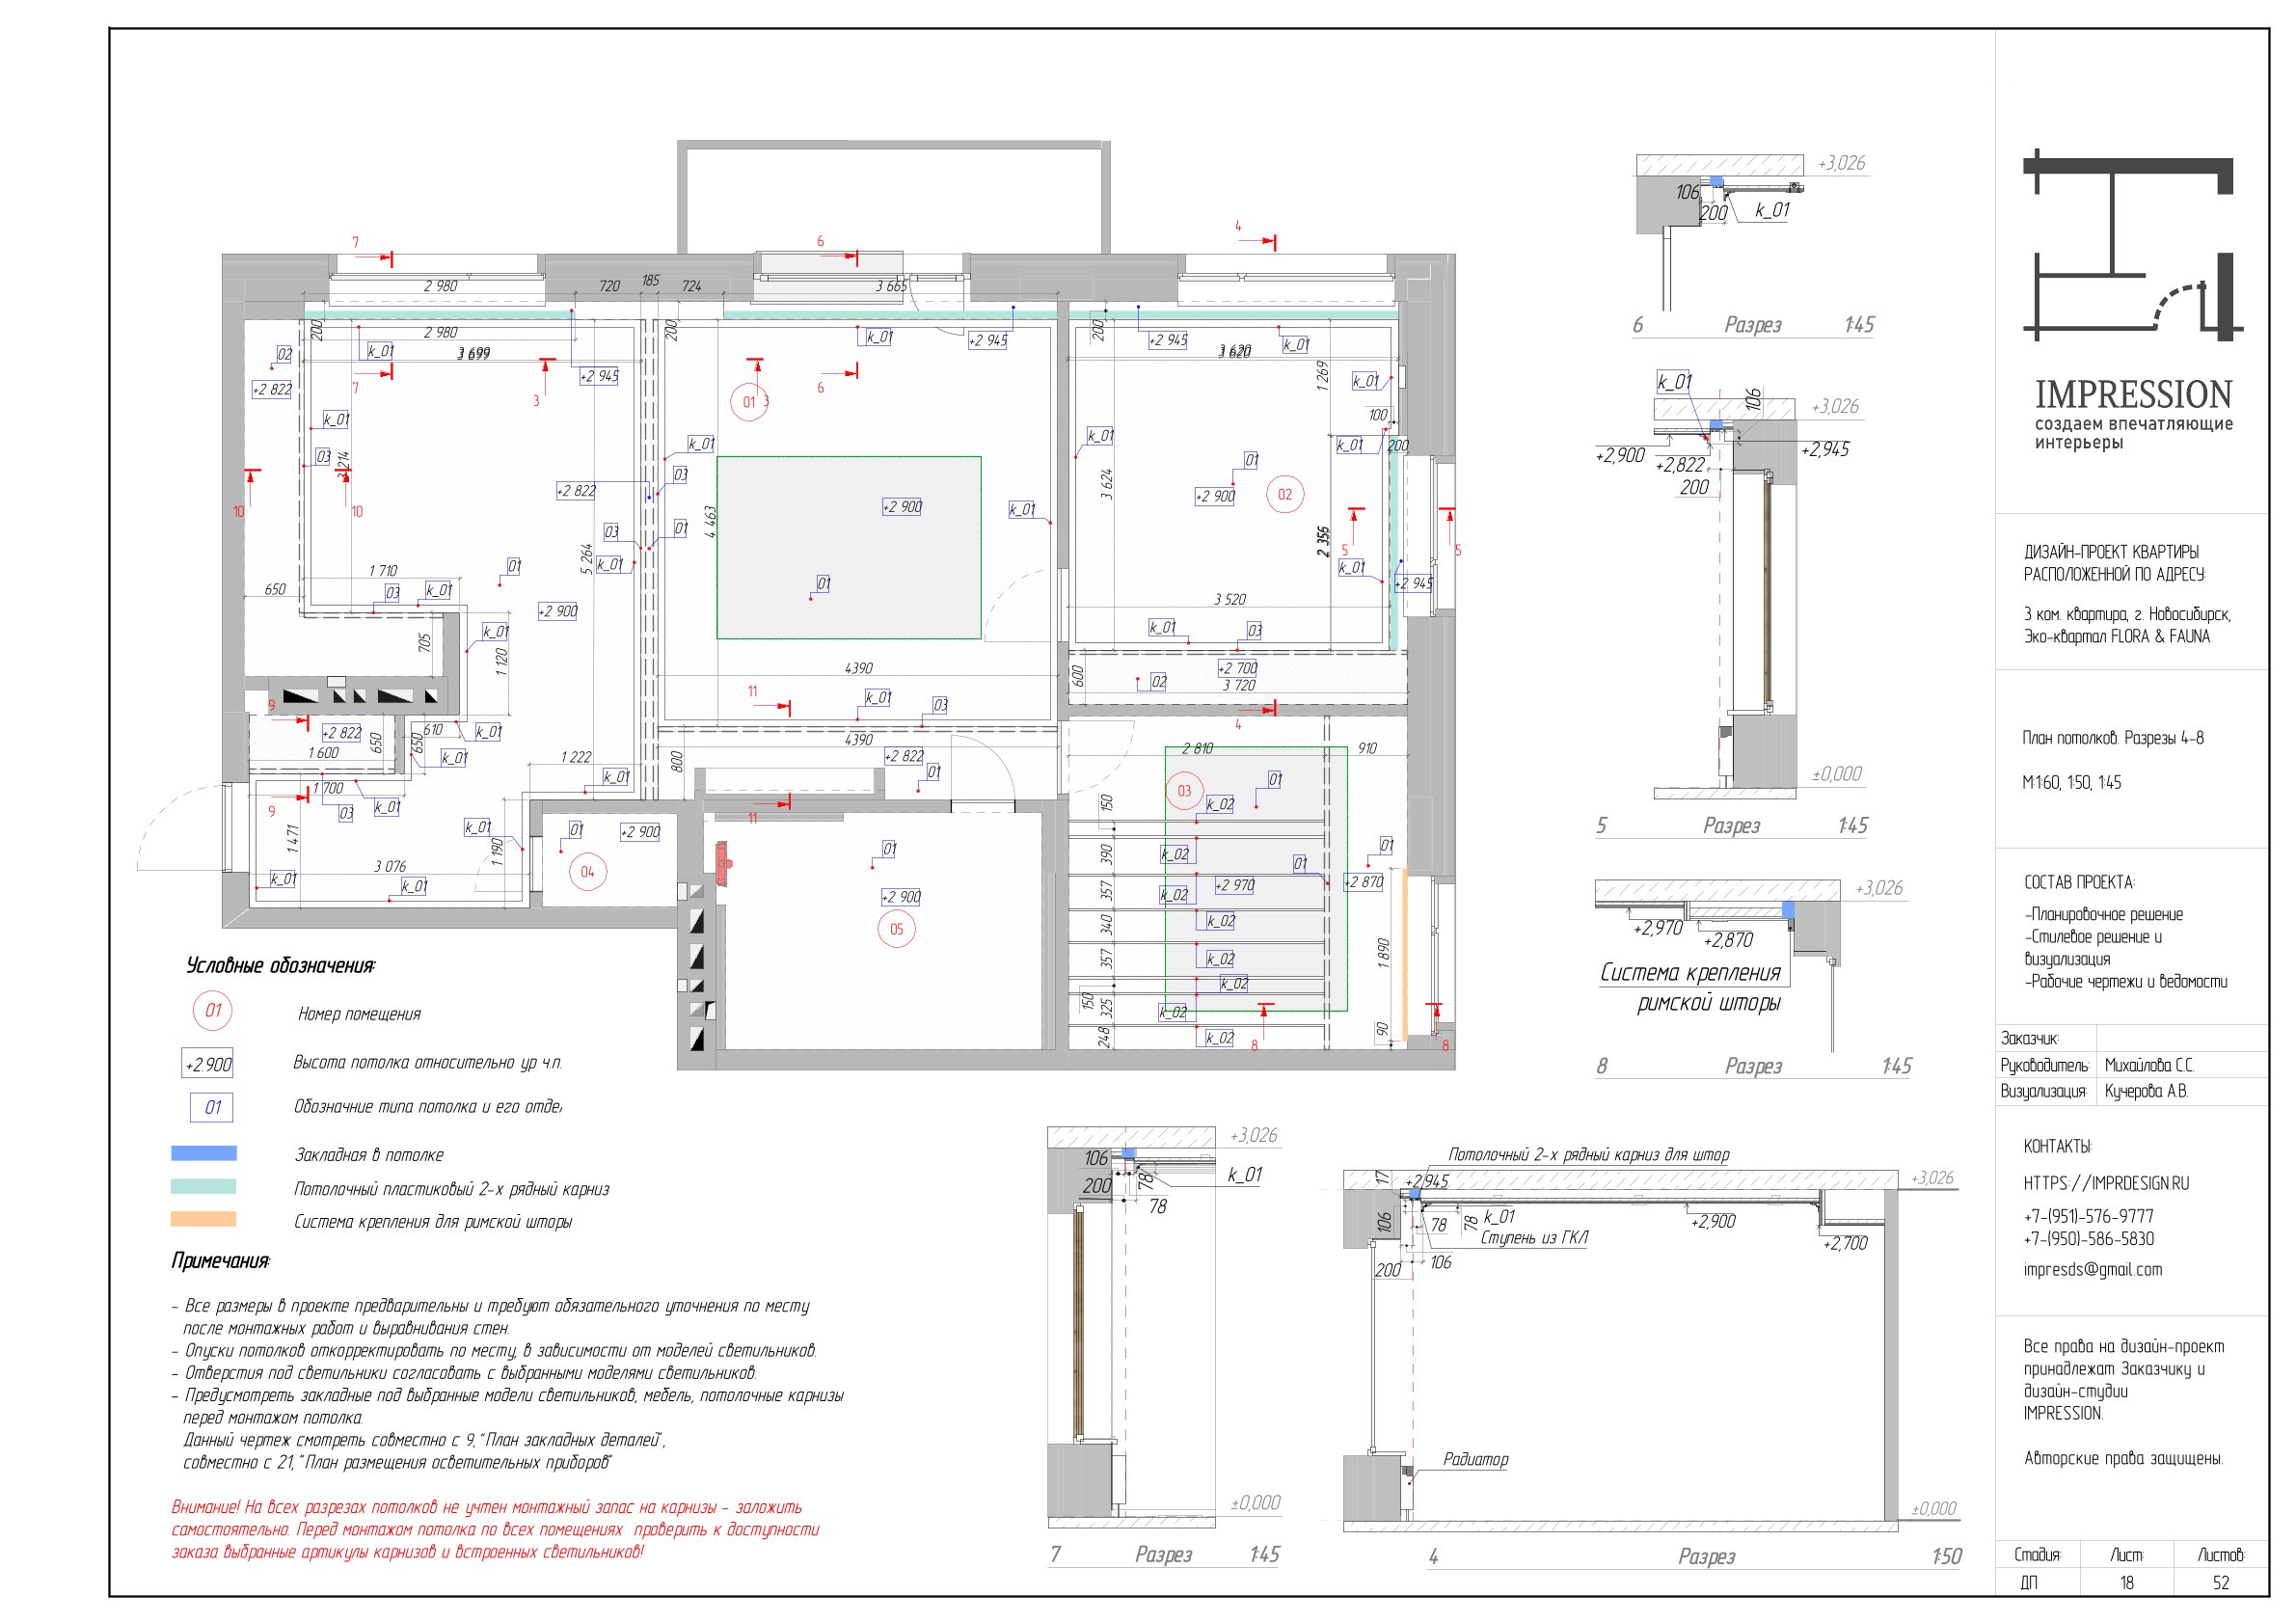 7
6
4
2 980
720
185
724
3 665
200
200
200
2 980
k_01
3 699
+2 945
k_01
+2 945
+2 945
k_01
3 620
02
+2 822
7
3
01
3
6
1 269
k_01
100
k_01
k_01
k_01
k_01
200
03
3 214
03
+2 822
01
+2 900
+2 900
02
10
10
k_01
4 463
3 624
03
01
2 356
5
5
5 264
k_01
k_01
+2 945
01
1 710
650
03
k_01
01
+2 900
3 520
705
k_01
1 120
k_01
03
4390
+2 700
600
3 720
02
9
11
k_01
03
4
+2 822
1 600
650
650
610
k_01
k_01
4390
+2 822
800
01
2 810
910
1 222
k_01
1 700
9
k_01
03
11
03
01
k_02
150
1 471
k_01
1 190
01
+2 900
3 076
04
k_01
k_01
01
+2 900
05
390
k_02
01
01
357
k_02
+2 970
+2 870
340
k_02
357
k_02
1 890
k_02
150
325
k_02
248
k_02
90
8
8
Условные обозначения:
01
Номер помещения
+2.900
Высота потолка относительно ур ч.п.
01
Обозначние типа потолка и его отде
Закладная в потолке
Потолочный пластиковый 2-х рядный карниз
Система крепления для римской шторы
Примечания:
- Все размеры в проекте предварительны и требуют обязательного уточнения по месту
после монтажных работ и выравнивания стен.
- Опуски потолков откорректировать по месту, в зависимости от моделей светильников.
- Отверстия под светильники согласовать с выбранными моделями светильников.
- Предусмотреть закладные под выбранные модели светильников, мебель, потолочные карнизы
перед монтажом потолка.
Данный чертеж смотреть совместно с 9, "План закладных деталей",
совместно с 21, "План размещения осветительных приборов"
Внимание! На всех разрезах потолков не учтен монтажный запас на карнизы - заложить
самостоятельно. Перед монтажом потолка по всех помещениях проверить к доступности
заказа выбранные артикулы карнизов и встроенных светильников!
+3,026
106
200
k_01
6 Разрез 1:45
k_01
106
+3,026
+2,900
+2,822
+2,945
200
±0,000
5 Разрез 1:45
+3,026
+2,970
+2,870
Система крепления
римской шторы
8 Разрез 1:45
+3,026
106
200
78
78
k_01
±0,000
7 Разрез 1:45
Потолочный 2-х рядный карниз для штор
17
+2,945
+3,026
106
78
78
k_01
Ступень из ГКЛ
+2,900
+2,700
200
106
Радиатор
±0,000
4 Разрез 1:50
IMPRESSION
создаем впечатляющие
интерьеры
ДИЗАЙН-ПРОЕКТ КВАРТИРЫ
РАСПОЛОЖЕННОЙ ПО АДРЕСУ:
3 ком. квартира, г. Новосибирск,
Эко-квартал FLORA & FAUNA
План потолков. Разрезы 4-8
М:1:60, 1:50, 1:45
СОСТАВ ПРОЕКТА:
-Планировочное решение
-Стилевое решение и
визуализация
-Рабочие чертежи и ведомости
Заказчик:
Руководитель: Михайлова С.С.
Визуализация: Кучерова А.В.
КОНТАКТЫ:
HTTPS://IMPRDESIGN.RU
+7-(951)-576-9777
+7-(950)-586-5830
impresds@gmail.com
Все права на дизайн-проект
принадлежат Заказчику и
дизайн-студии
IMPRESSION.
Авторские права защищены.
Стадия: Лист: Листов:
ДП 18 52